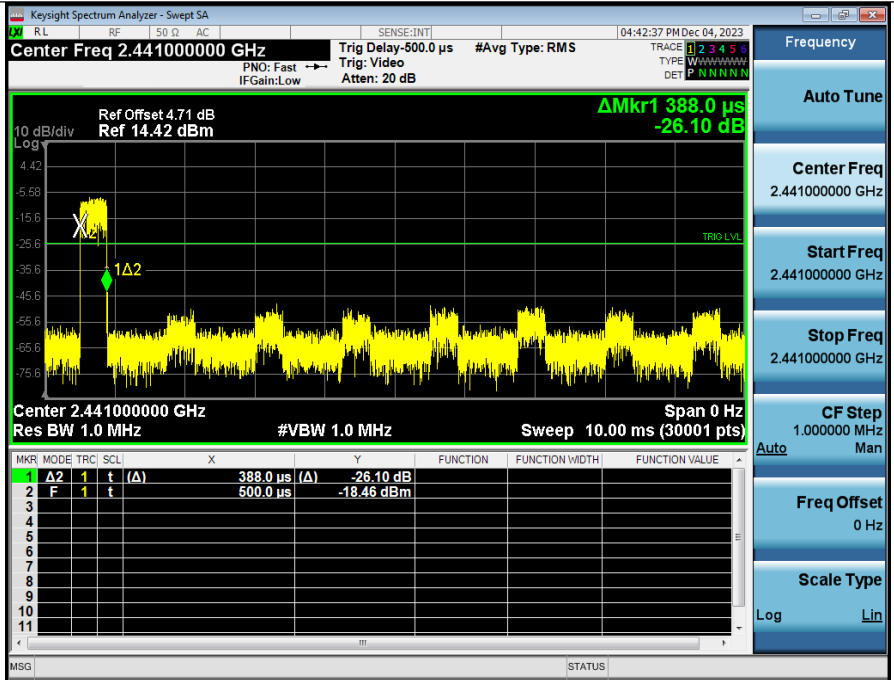 Keysight Spectrum Analyzer - Swept SA
LXI RL RF 50 Ω AC SENSE:INT 04:42:37 PM Dec 04, 2023
Center Freq 2.441000000 GHz
PNO: Fast
IFGain:Low
Trig Delay-500.0 µs
Trig: Video
Atten: 20 dB
#Avg Type: RMS
TRACE 1 2 3 4 5 6
TYPE W W W W W W
DET P N N N N N
ΔMkr1 388.0 µs
-26.10 dB
Ref Offset 4.71 dB
10 dB/div Ref 14.42 dBm
Log
4.42
-5.58
-15.6
-25.6
-35.6
-45.6
-55.6
-65.6
-75.6
X2
1Δ2
TRIG LVL
Center 2.441000000 GHz Span 0 Hz
Res BW 1.0 MHz #VBW 1.0 MHz Sweep 10.00 ms (30001 pts)
MKR MODE TRC SCL X Y FUNCTION FUNCTION WIDTH FUNCTION VALUE
1 Δ2 1 t (Δ) 388.0 µs (Δ) -26.10 dB
2 F 1 t 500.0 µs -18.46 dBm
3
4
5
6
7
8
9
10
11
MSG STATUS
Frequency
Auto Tune
Center Freq
2.441000000 GHz
Start Freq
2.441000000 GHz
Stop Freq
2.441000000 GHz
CF Step
1.000000 MHz
Auto Man
Freq Offset
0 Hz
Scale Type
Log Lin